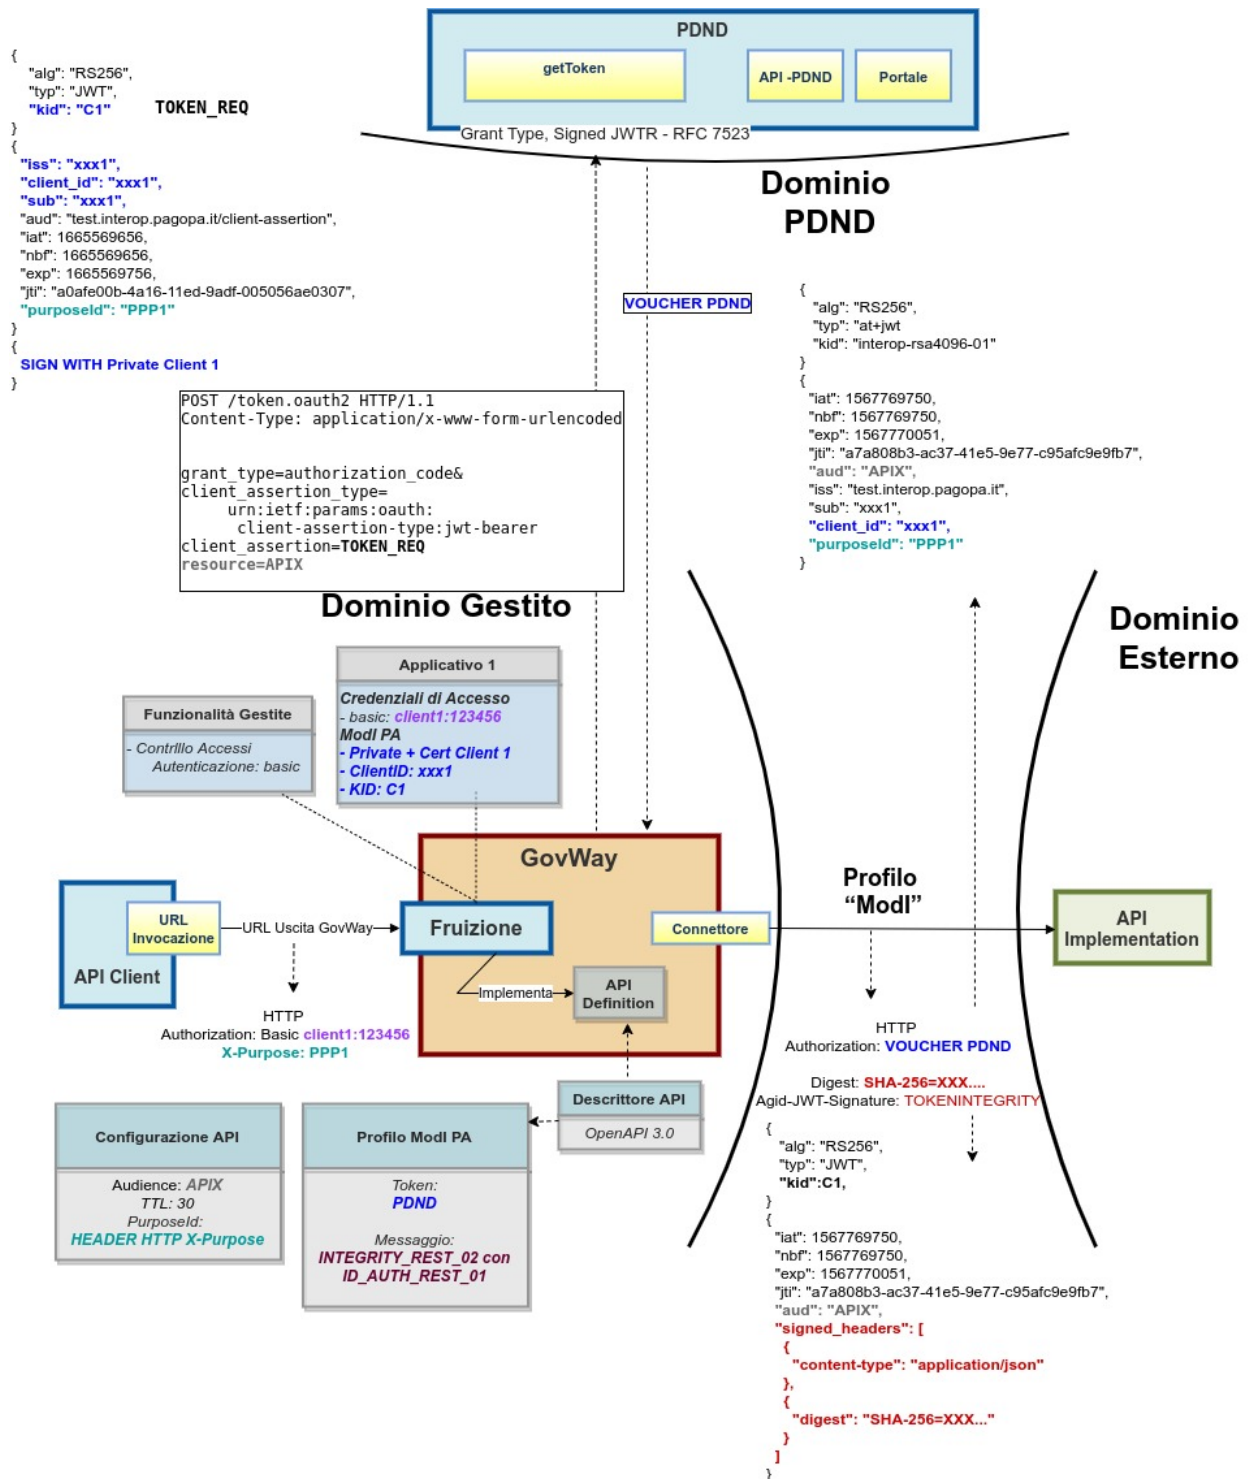 PDND
getToken
API -PDND
Portale
Grant Type, Signed JWTR - RFC 7523
Dominio
PDND
{
"alg": "RS256",
"typ": "JWT",
"kid": "C1"
TOKEN_REQ
}
{
"iss": "xxx1",
"client_id": "xxx1",
"sub": "xxx1",
"aud": "test.interop.pagopa.it/client-assertion",
"iat": 1665569656,
"nbf": 1665569656,
"exp": 1665569756,
"jti": "a0afe00b-4a16-11ed-9adf-005056ae0307",
"purposeId": "PPP1"
}
{
SIGN WITH Private Client 1
}
VOUCHER PDND
{
"alg": "RS256",
"typ": "at+jwt
"kid": "interop-rsa4096-01"
}
{
"iat": 1567769750,
"nbf": 1567769750,
"exp": 1567770051,
"jti": "a7a808b3-ac37-41e5-9e77-c95afc9e9fb7",
"aud": "APIX",
"iss": "test.interop.pagopa.it",
"sub": "xxx1",
"client_id": "xxx1",
"purposeId": "PPP1"
}
POST /token.oauth2 HTTP/1.1
Content-Type: application/x-www-form-urlencoded
grant_type=authorization_code&
client_assertion_type=
urn:ietf:params:oauth:
client-assertion-type:jwt-bearer
client_assertion=TOKEN_REQ
resource=APIX
Dominio Gestito
Dominio
Esterno
Funzionalità Gestite
- Contrlllo Accessi
Autenticazione: basic
Applicativo 1
Credenziali di Accesso
- basic: client1:123456
ModI PA
- Private + Cert Client 1
- ClientID: xxx1
- KID: C1
GovWay
API Client
URL
Invocazione
URL Uscita GovWay
Fruizione
Implementa
API
Definition
Connettore
Profilo
“ModI”
API
Implementation
HTTP
Authorization: Basic client1:123456
X-Purpose: PPP1
HTTP
Authorization: VOUCHER PDND
Digest: SHA-256=XXX....
Agid-JWT-Signature: TOKENINTEGRITY
Configurazione API
Audience: APIX
TTL: 30
PurposeId:
HEADER HTTP X-Purpose
Profilo ModI PA
Token:
PDND
Messaggio:
INTEGRITY_REST_02 con
ID_AUTH_REST_01
Descrittore API
OpenAPI 3.0
{
"alg": "RS256",
"typ": "JWT",
"kid":C1,
}
{
"iat": 1567769750,
"nbf": 1567769750,
"exp": 1567770051,
"jti": "a7a808b3-ac37-41e5-9e77-c95afc9e9fb7",
"aud": "APIX",
"signed_headers": [
{
"content-type": "application/json"
},
{
"digest": "SHA-256=XXX..."
}
]
}